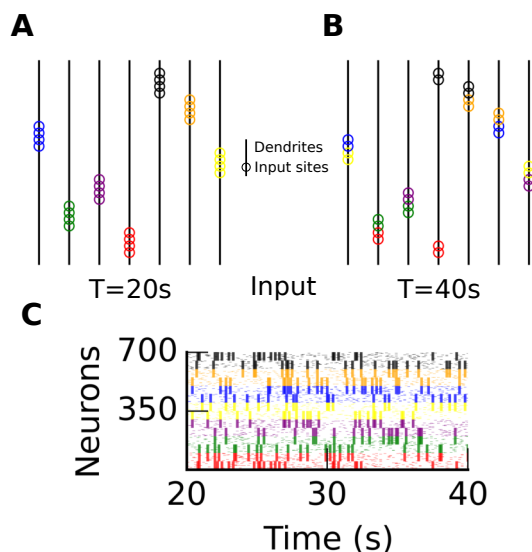 A
B
Dendrites
Input sites
T=20s
Input
T=40s
C
Neurons
700
350
20
30
40
Time (s)